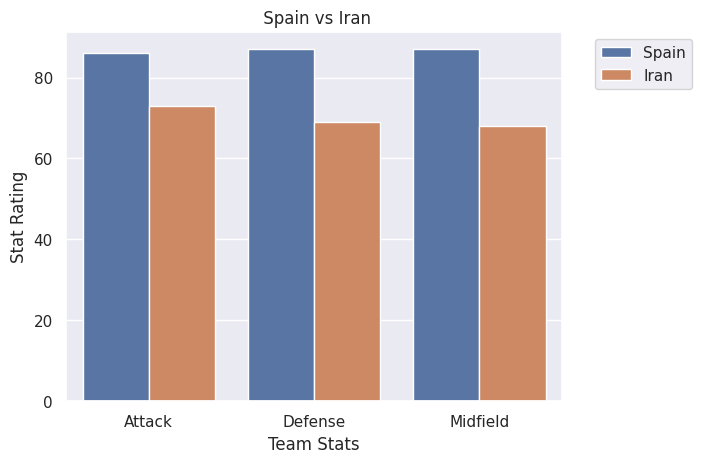 Spain vs Iran
Spain
Iran
Stat Rating
80
60
40
20
0
Attack Defense Midfield
Team Stats